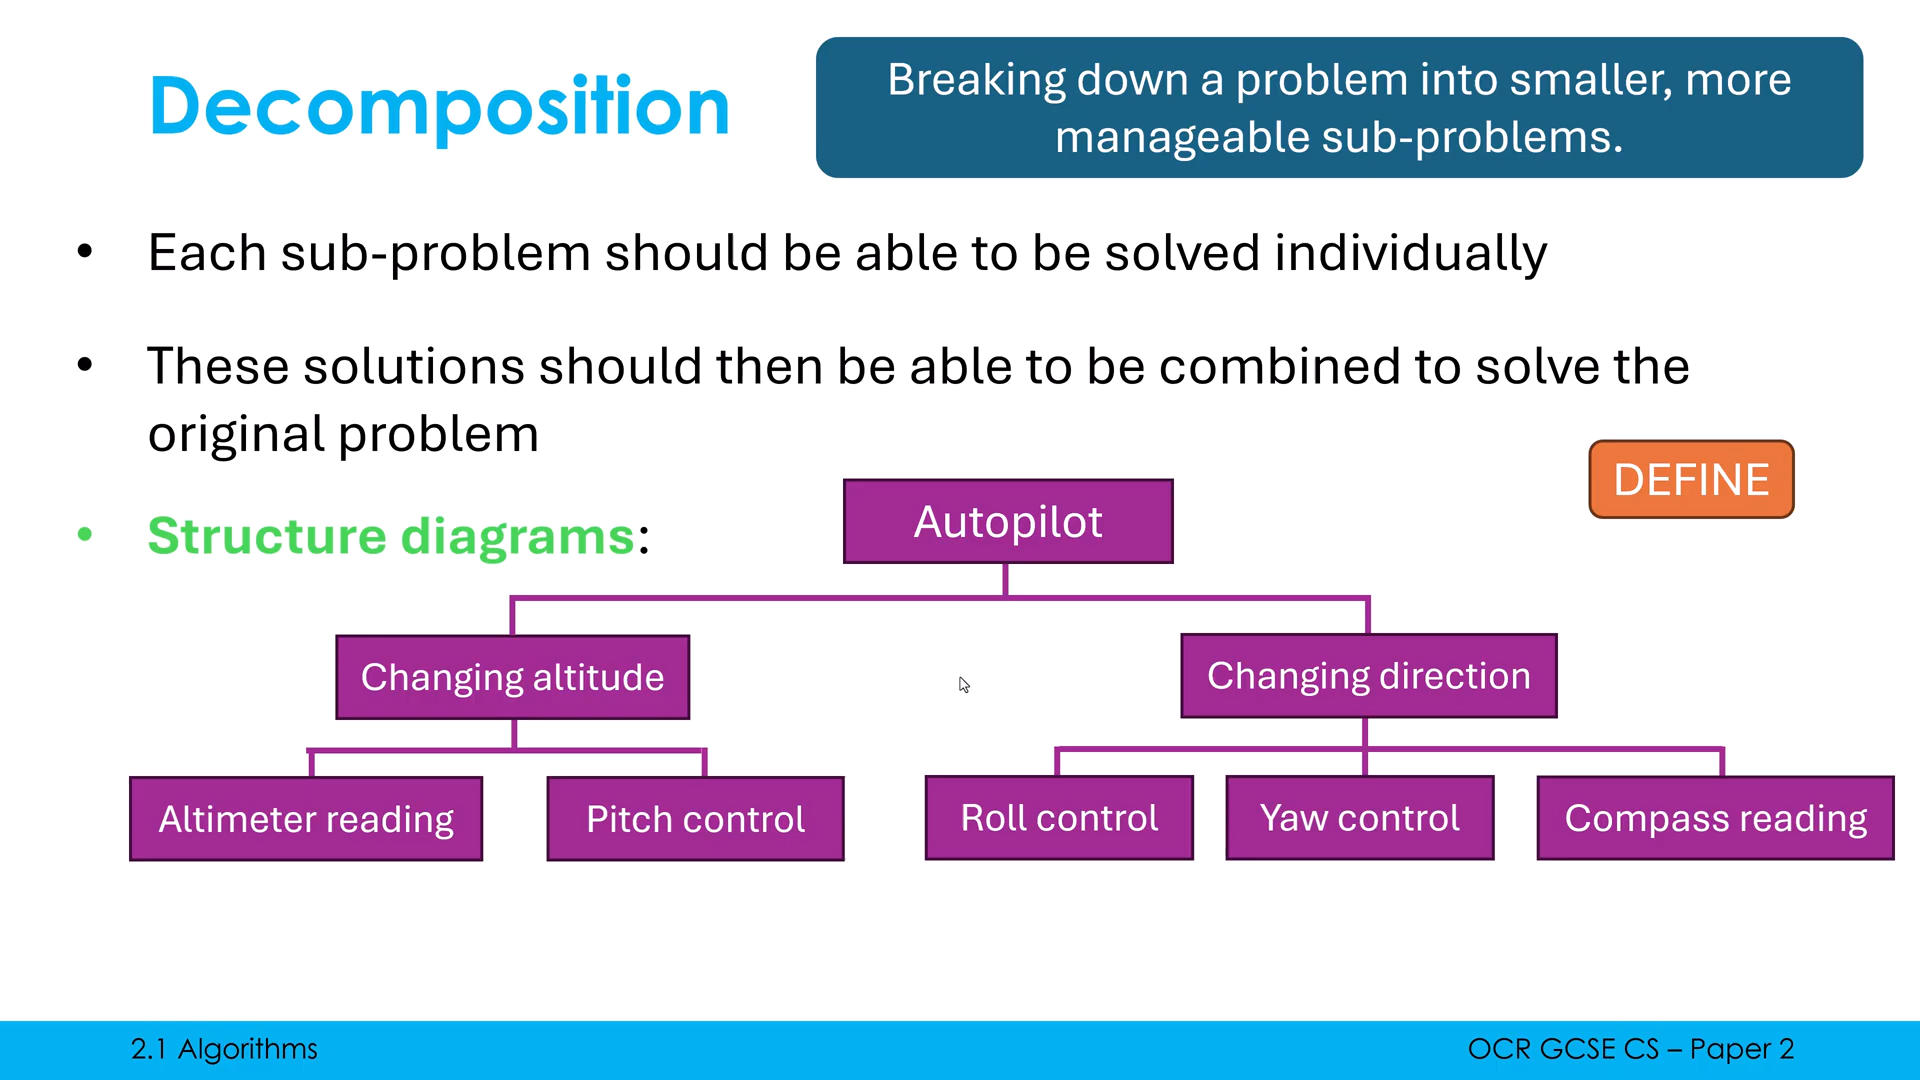 Decomposition
Breaking down a problem into smaller, more
manageable sub-problems.
• Each sub-problem should be able to be solved individually
• These solutions should then be able to be combined to solve the
original problem
DEFINE
• Structure diagrams:
Autopilot
Changing altitude
Changing direction
Altimeter reading
Pitch control
Roll control
Yaw control
Compass reading
2.1 Algorithms
OCR GCSE CS – Paper 2